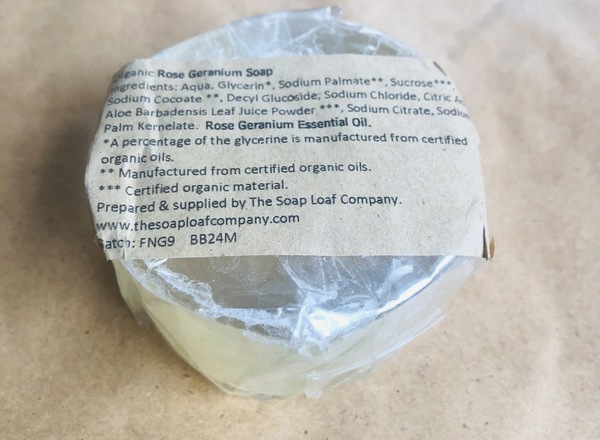 Organic Rose Geranium Soap
Ingredients: Aqua, Glycerin*, Sodium Palmate**, Sucrose***
Sodium Cocoate **, Decyl Glucoside; Sodium Chloride, Citric A
Aloe Barbadensis Leaf Juice Powder ***, Sodium Citrate, Sodium
Palm Kernelate. Rose Geranium Essential Oil.
*A percentage of the glycerine is manufactured from certified
organic oils.
** Manufactured from certified organic oils.
*** Certified organic material.
Prepared & supplied by The Soap Loaf Company.
www.thesoaploafcompany.com
Batch: FNG9 BB24M